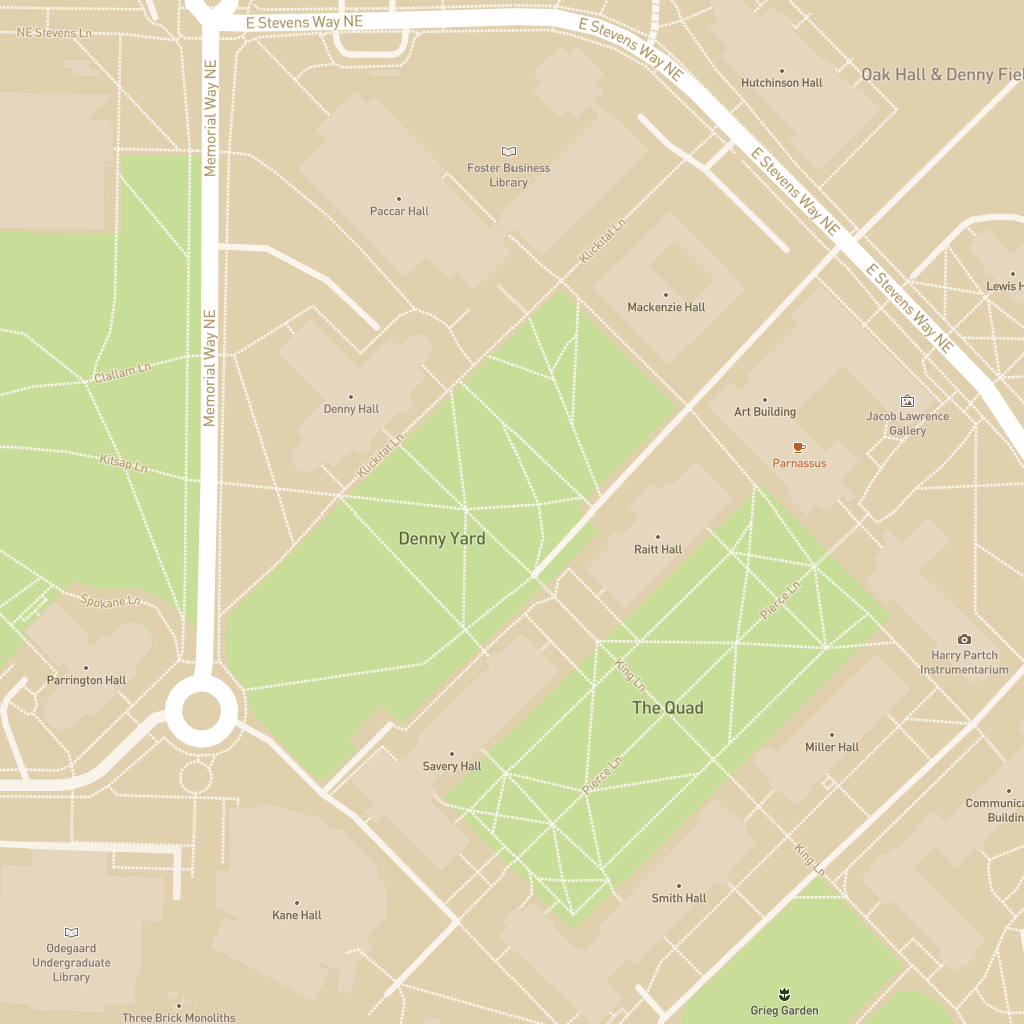 E Stevens Way NE
E Stevens Way NE
NE Stevens Ln
Memorial Way NE
Hutchinson Hall
Oak Hall & Denny Fiel
Foster Business
Library
Paccar Hall
E Stevens Way NE
Klickitat Ln
E Stevens Way NE
Lewis H
Mackenzie Hall
Memorial Way NE
Clallam Ln
Denny Hall
Art Building
Jacob Lawrence
Gallery
Klickitat Ln
Kitsap Ln
Parnassus
Denny Yard
Raitt Hall
Spokane Ln
Pierce Ln
Parrington Hall
King Ln
Harry Partch
Instrumentarium
The Quad
Miller Hall
Savery Hall
Pierce Ln
Communica
Buildin
King Ln
Smith Hall
Kane Hall
Odegaard
Undergraduate
Library
Three Brick Monoliths
Grieg Garden